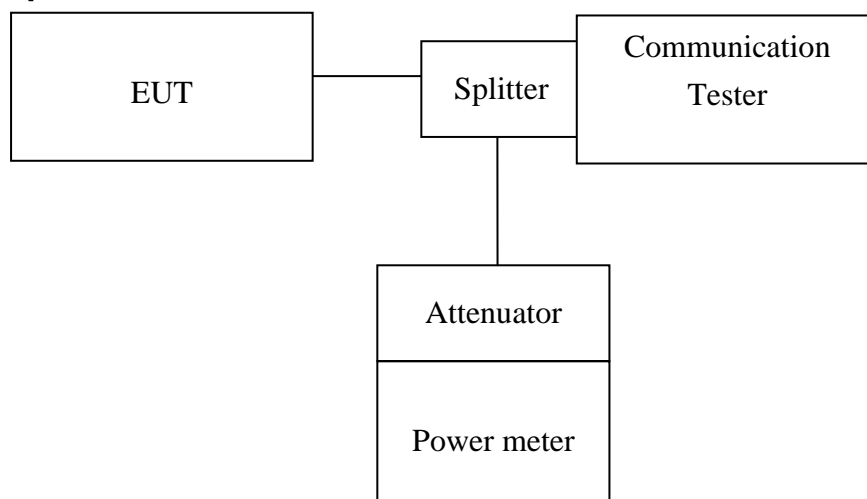 EUT
Splitter
Communication
Tester
Attenuator
Power meter